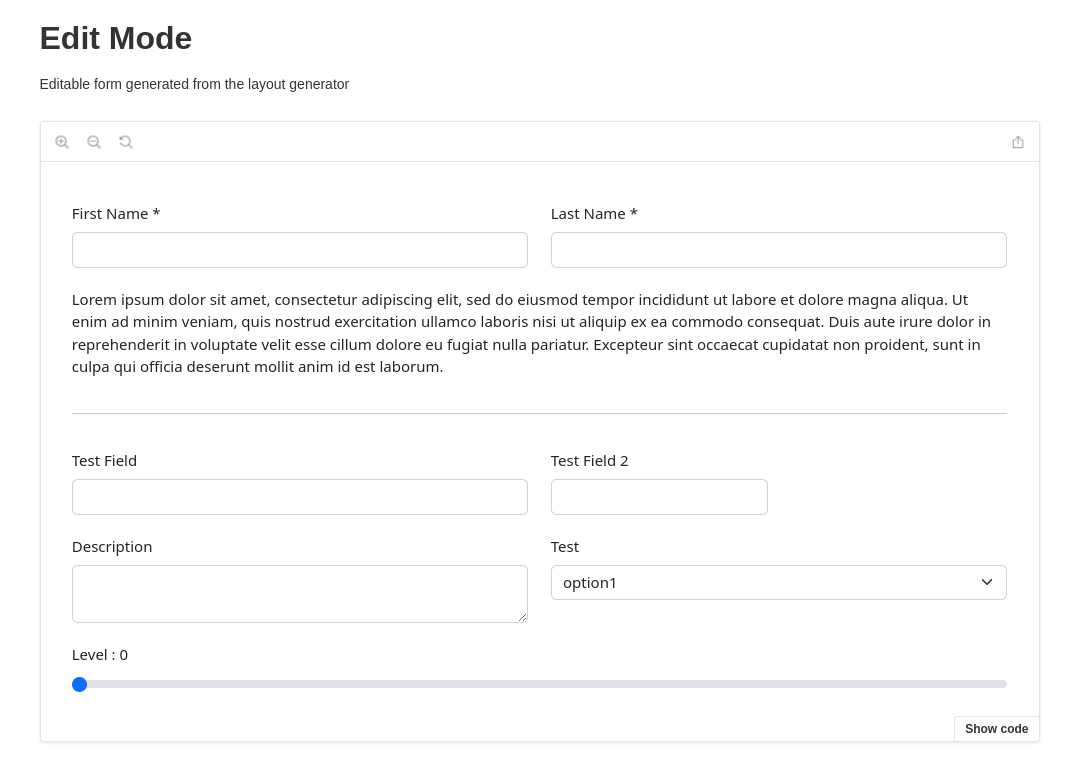 Edit Mode
Editable form generated from the layout generator
First Name *
Last Name *
Lorem ipsum dolor sit amet, consectetur adipiscing elit, sed do eiusmod tempor incididunt ut labore et dolore magna aliqua. Ut
enim ad minim veniam, quis nostrud exercitation ullamco laboris nisi ut aliquip ex ea commodo consequat. Duis aute irure dolor in
reprehenderit in voluptate velit esse cillum dolore eu fugiat nulla pariatur. Excepteur sint occaecat cupidatat non proident, sunt in
culpa qui officia deserunt mollit anim id est laborum.
Test Field
Test Field 2
Description
Test
option1
Level : 0
Show code